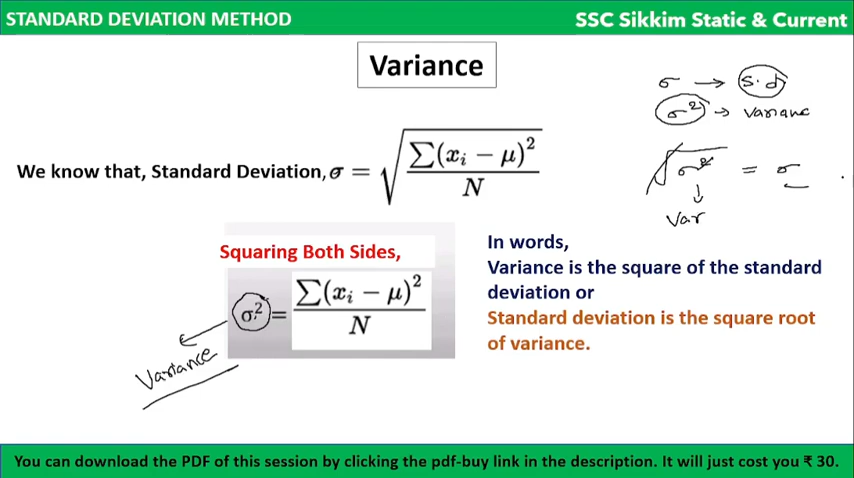 STANDARD DEVIATION METHOD
SSC Sikkim Static & Current
Variance
σ → s.d
σ² → Varianc
We know that, Standard Deviation, σ = √(∑(xᵢ − μ)² / N)
√σ² = σ
↓
Var
Squaring Both Sides,
σ² = ∑(xᵢ − μ)² / N
Variance
In words,
Variance is the square of the standard
deviation or
Standard deviation is the square root
of variance.
You can download the PDF of this session by clicking the pdf-buy link in the description. It will just cost you ₹ 30.